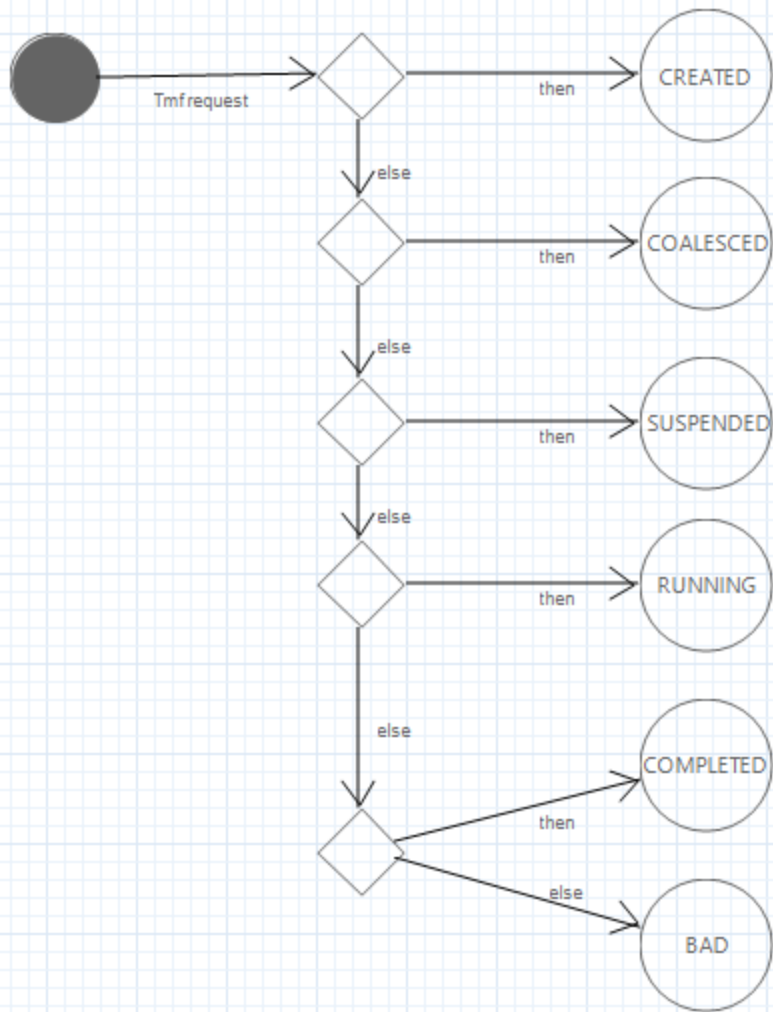 CREATED
then
Tmfrequest
else
COALESCED
then
else
SUSPENDED
then
else
RUNNING
then
else
COMPLETED
then
else
BAD